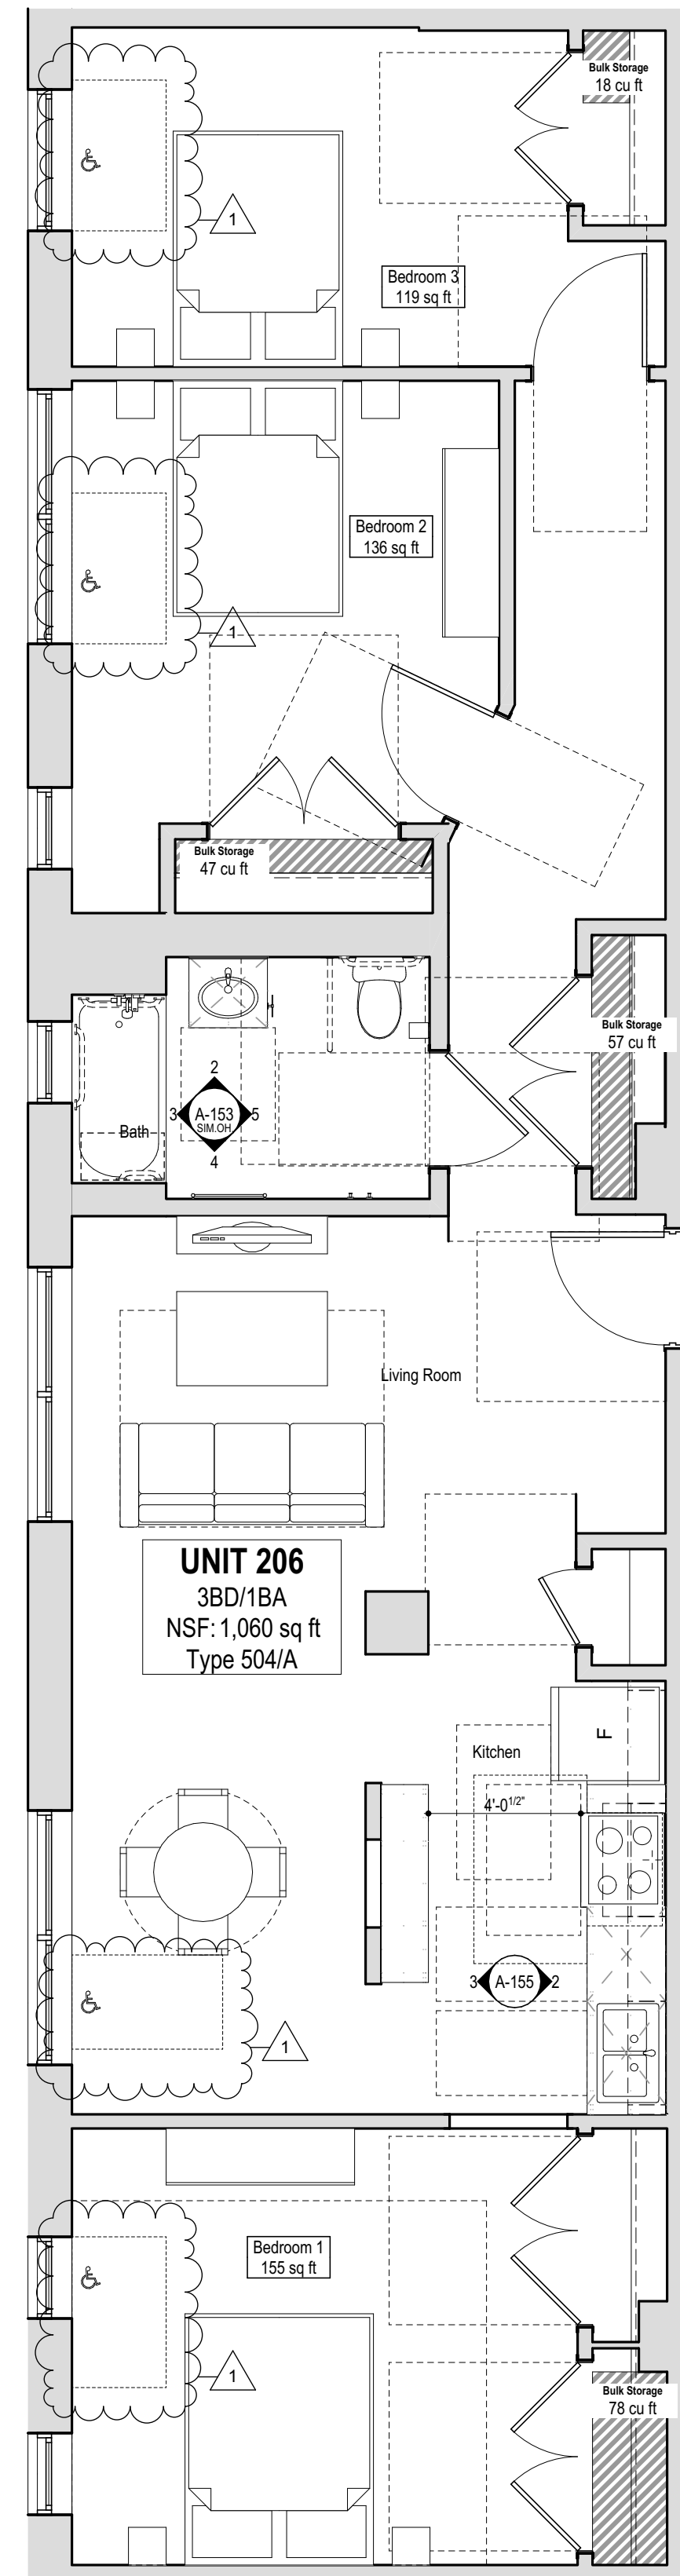 Bulk Storage
18 cu ft
1
Bedroom 3
119 sq ft
Bedroom 2
136 sq ft
1
Bulk Storage
47 cu ft
Bulk Storage
57 cu ft
2
3 A-153 5
SIM.OH
4
Bath
Living Room
UNIT 206
3BD/1BA
NSF: 1,060 sq ft
Type 504/A
F
Kitchen
4'-0 1/2"
3 A-155 2
1
Bedroom 1
155 sq ft
1
Bulk Storage
78 cu ft